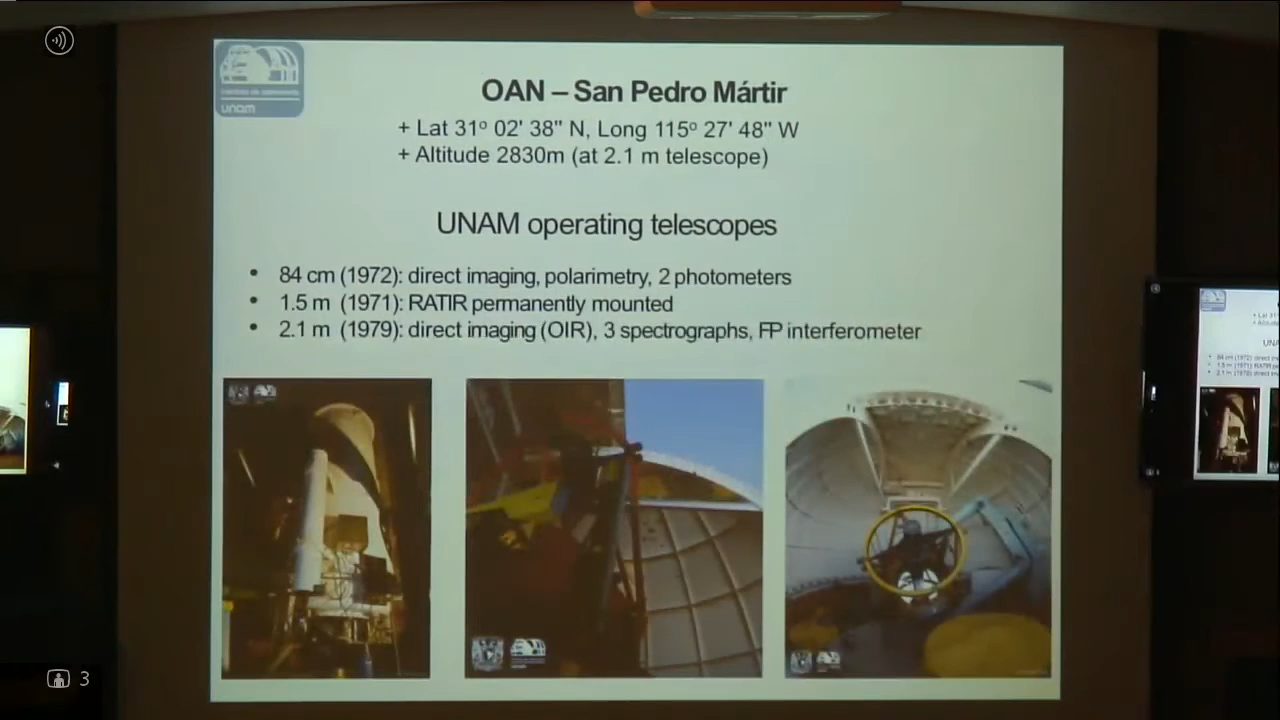 unam
OAN – San Pedro Mártir
+ Lat 31º 02' 38" N, Long 115º 27' 48" W
+ Altitude 2830m (at 2.1 m telescope)
UNAM operating telescopes
• 84 cm (1972): direct imaging, polarimetry, 2 photometers
• 1.5 m (1971): RATIR permanently mounted
• 2.1 m (1979): direct imaging (OIR), 3 spectrographs, FP interferometer
3